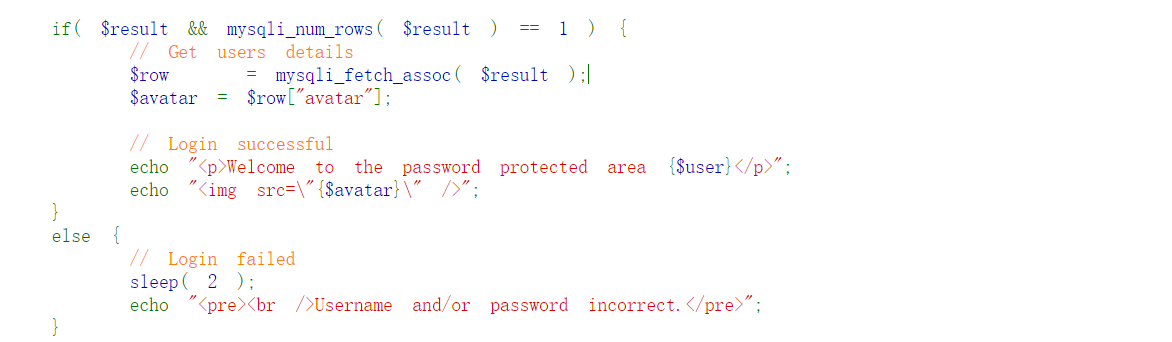 if( $result && mysqli_num_rows( $result ) == 1 ) {
// Get users details
$row = mysqli_fetch_assoc( $result );
$avatar = $row["avatar"];
// Login successful
echo "<p>Welcome to the password protected area {$user}</p>";
echo "<img src=\"{$avatar}\" />";
}
else {
// Login failed
sleep( 2 );
echo "<pre><br />Username and/or password incorrect.</pre>";
}